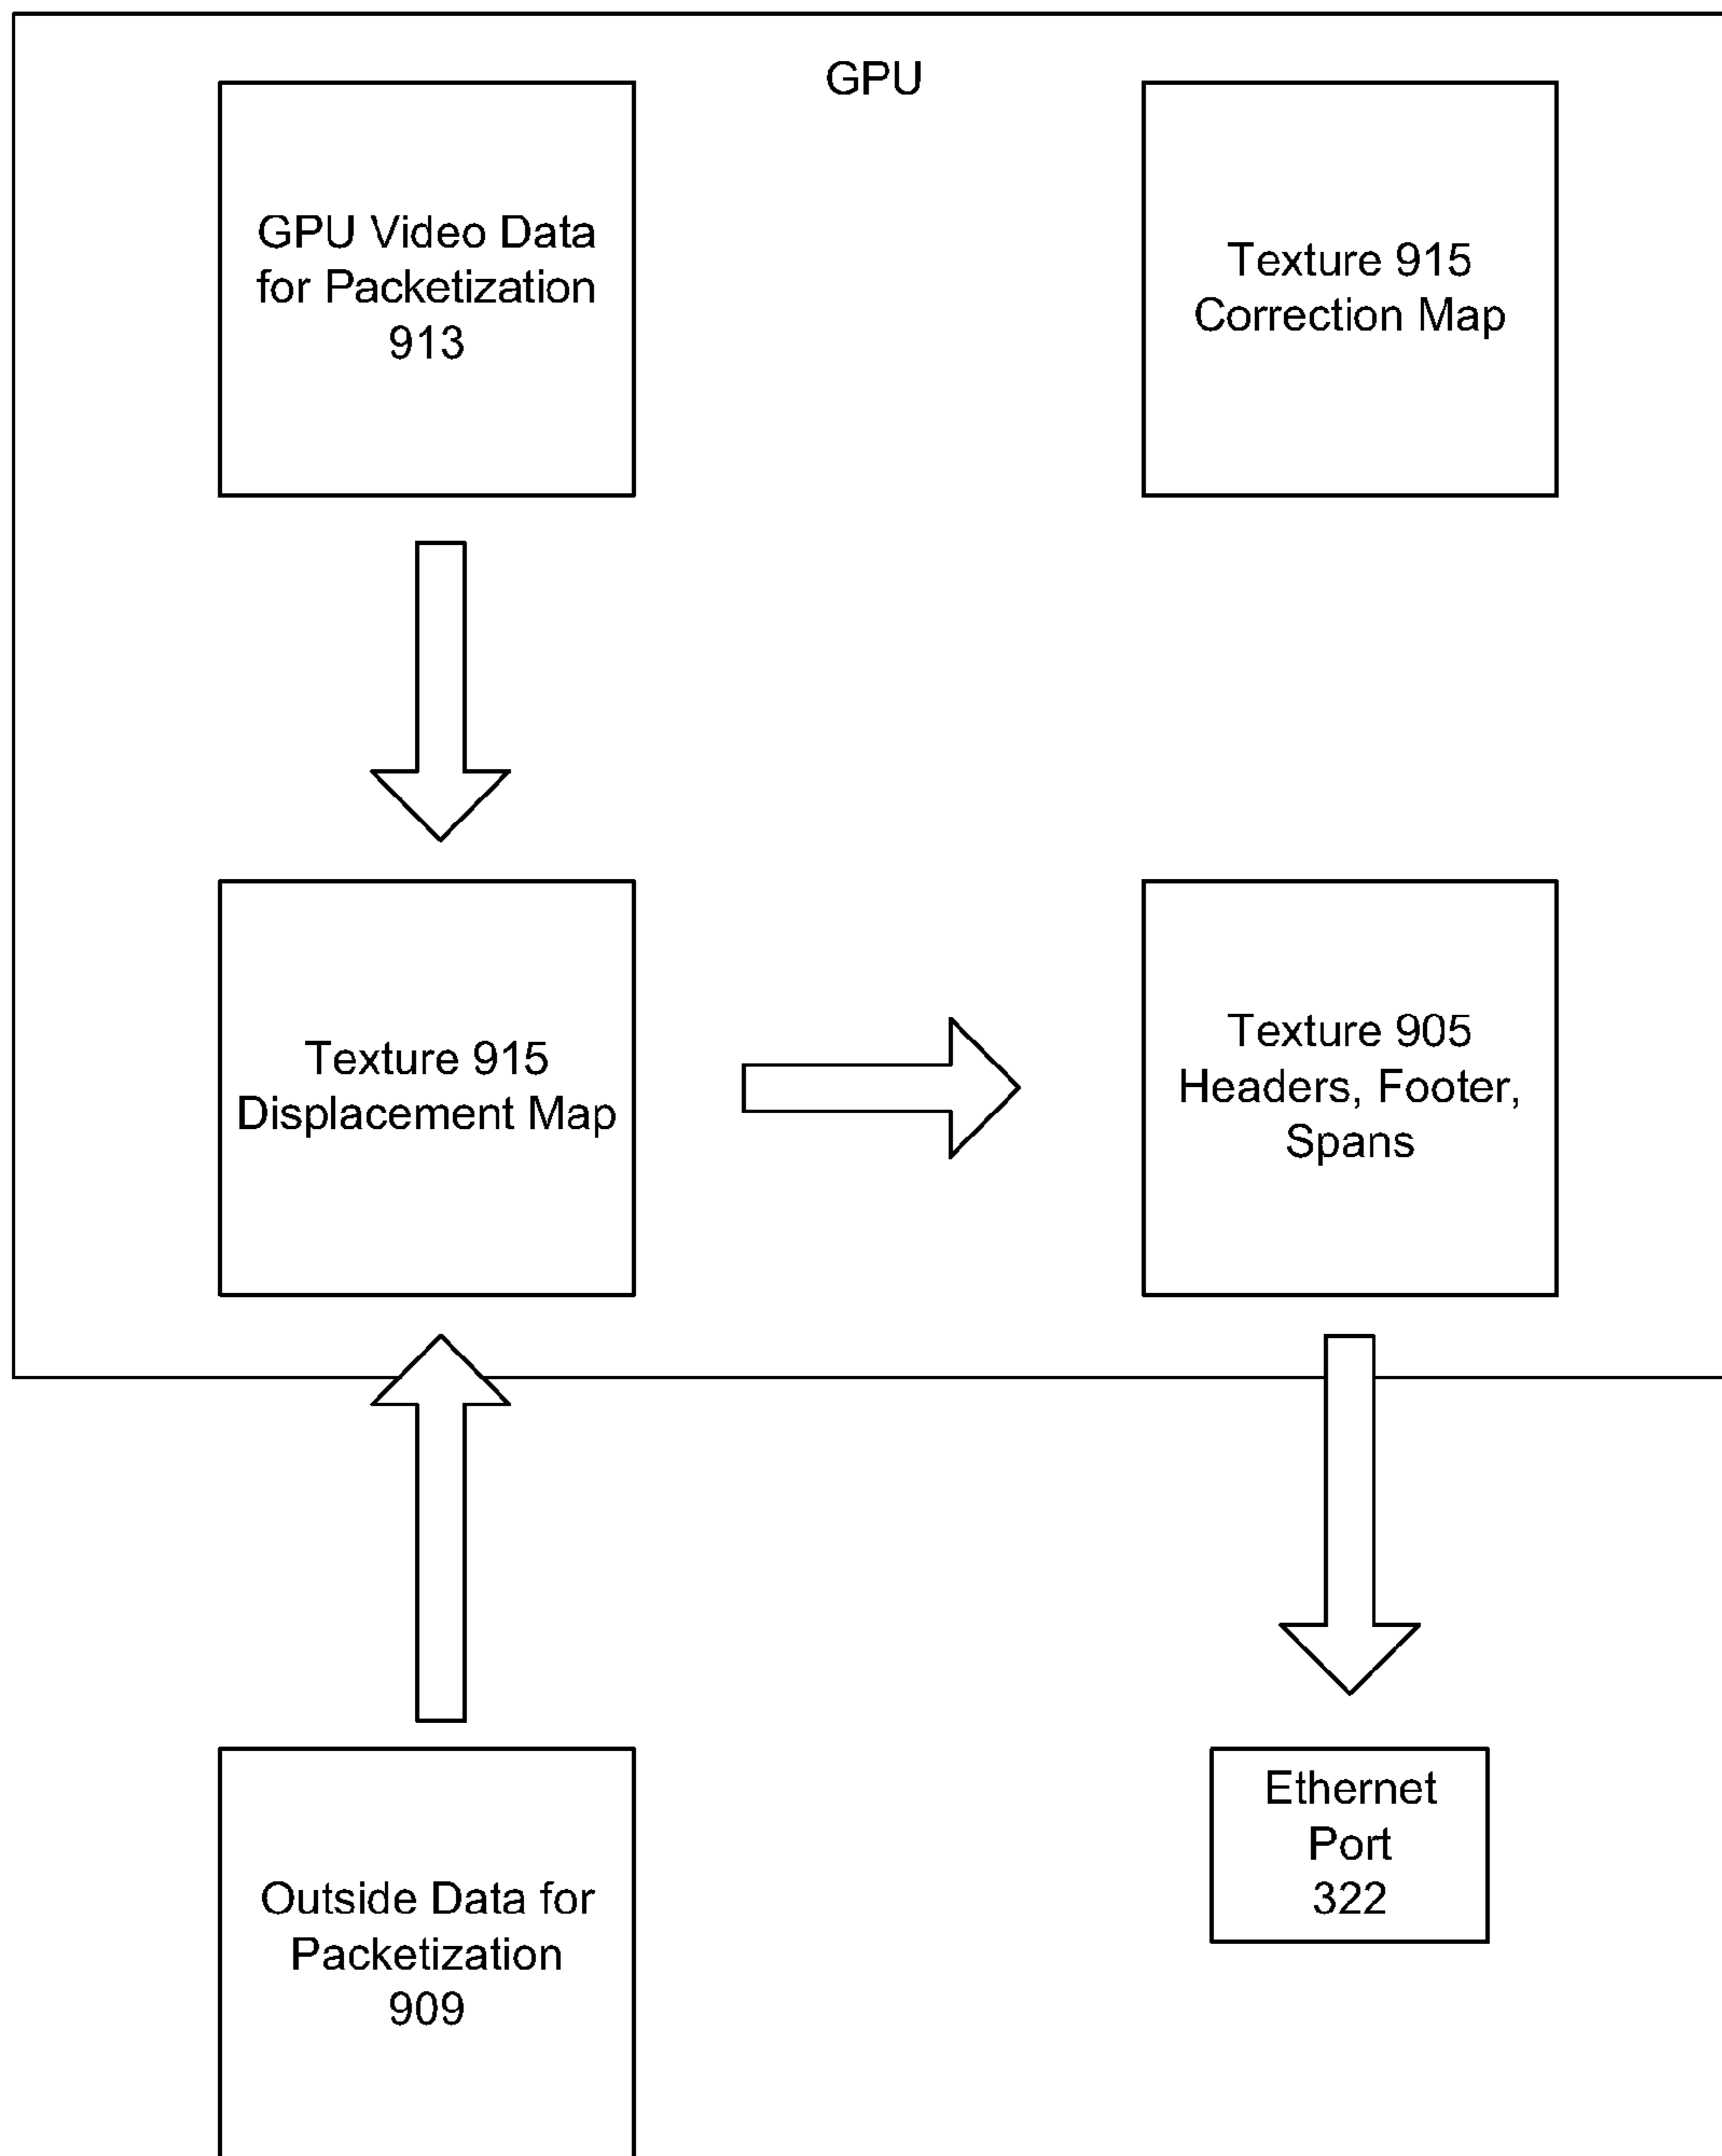 GPU
GPU Video Data
for Packetization
913
Texture 915
Correction Map
Texture 915
Displacement Map
Texture 905
Headers, Footer,
Spans
Outside Data for
Packetization
909
Ethernet
Port
322